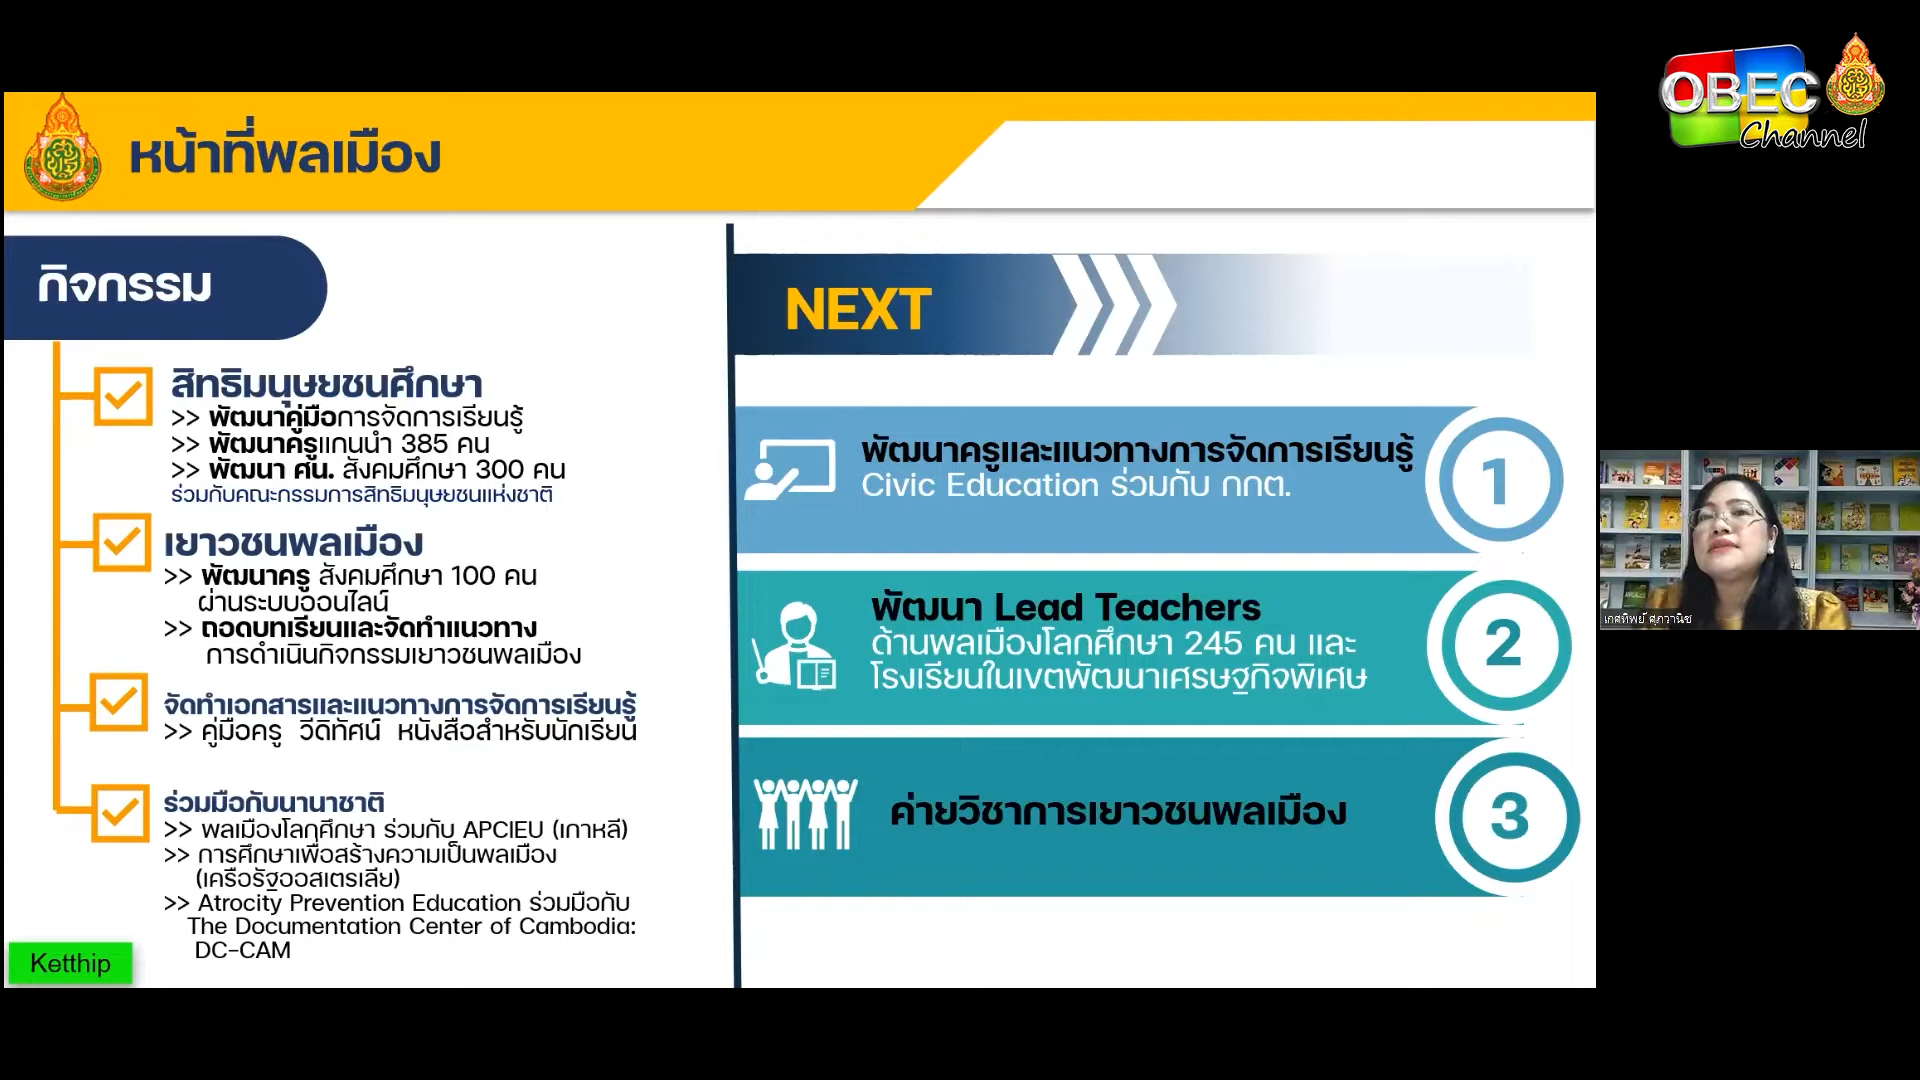 OBEC
Channel
หน้าที่พลเมือง
กิจกรรม
สิทธิมนุษยชนศึกษา
>> พัฒนาคู่มือการจัดการเรียนรู้
>> พัฒนาครูแกนนำ 385 คน
>> พัฒนา ศน. สังคมศึกษา 300 คน
ร่วมกับคณะกรรมการสิทธิมนุษยชนแห่งชาติ
เยาวชนพลเมือง
>> พัฒนาครู สังคมศึกษา 100 คน
ผ่านระบบออนไลน์
>> ถอดบทเรียนและจัดทำแนวทาง
การดำเนินกิจกรรมเยาวชนพลเมือง
จัดทำเอกสารและแนวทางการจัดการเรียนรู้
>> คู่มือครู วีดิทัศน์ หนังสือสำหรับนักเรียน
ร่วมมือกับนานาชาติ
>> พลเมืองโลกศึกษา ร่วมกับ APCIEU (เกาหลี)
>> การศึกษาเพื่อสร้างความเป็นพลเมือง
(เครือรัฐออสเตรเลีย)
>> Atrocity Prevention Education ร่วมมือกับ
The Documentation Center of Cambodia:
DC-CAM
Ketthip
NEXT
พัฒนาครูและแนวทางการจัดการเรียนรู้
Civic Education ร่วมกับ กกต.
1
พัฒนา Lead Teachers
ด้านพลเมืองโลกศึกษา 245 คน และ
โรงเรียนในเขตพัฒนาเศรษฐกิจพิเศษ
2
ค่ายวิชาการเยาวชนพลเมือง
3
เกศทิพย์ ศุภวานิช